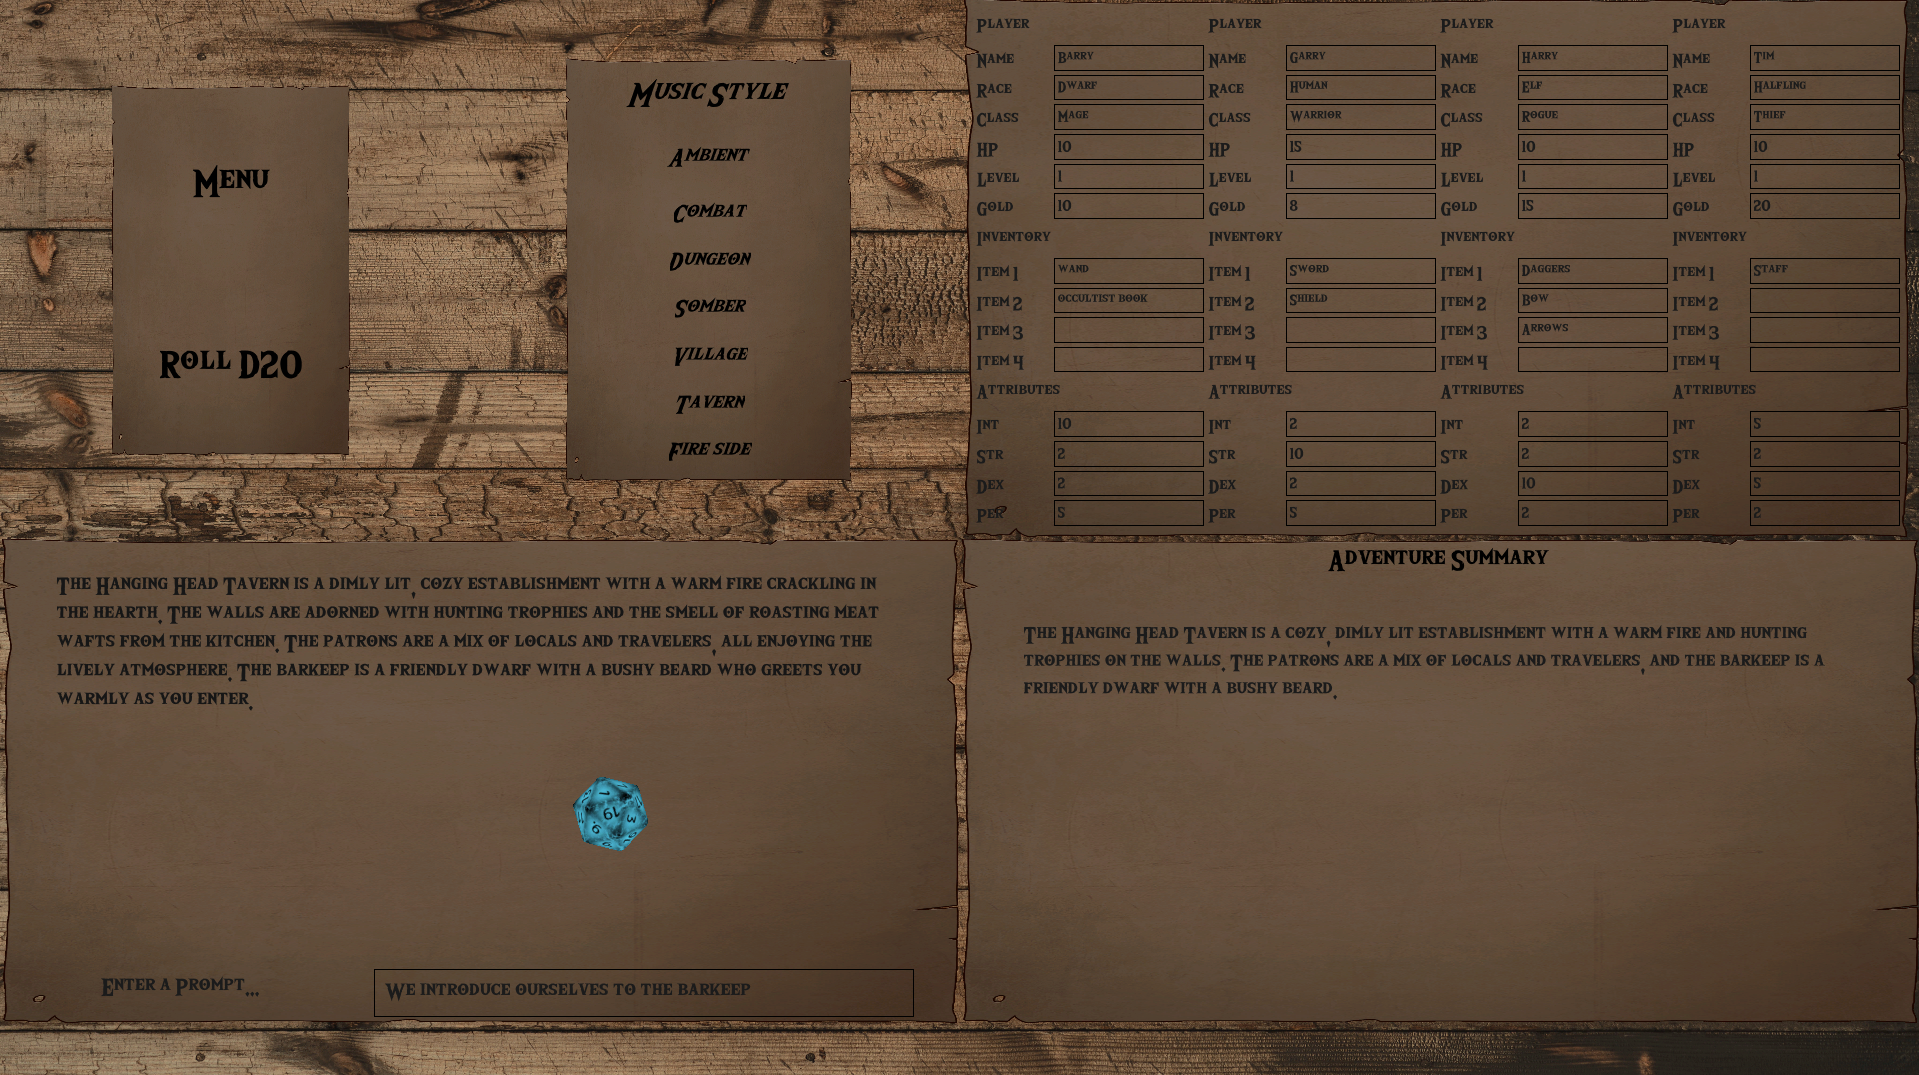 Menu
Roll D20
Music Style
Ambient
Combat
Dungeon
Somber
Village
Tavern
Fire side
Player Player Player Player
Name Barry Name Garry Name Harry Name Tim
Race Dwarf Race Human Race Elf Race Halfling
Class Mage Class Warrior Class Rogue Class Thief
HP 10 HP 15 HP 10 HP 10
Level 1 Level 1 Level 1 Level 1
Gold 10 Gold 8 Gold 15 Gold 20
Inventory Inventory Inventory Inventory
Item 1 wand Item 1 Sword Item 1 Daggers Item 1 Staff
Item 2 occultist book Item 2 Shield Item 2 Bow Item 2
Item 3 Item 3 Item 3 Arrows Item 3
Item 4 Item 4 Item 4 Item 4
Attributes Attributes Attributes Attributes
Int 10 Int 2 Int 2 Int 5
Str 2 Str 10 Str 2 Str 2
Dex 2 Dex 2 Dex 10 Dex 5
Per 5 Per 5 Per 2 Per 2
The Hanging Head Tavern is a dimly lit, cozy establishment with a warm fire crackling in
the hearth. The walls are adorned with hunting trophies and the smell of roasting meat
wafts from the kitchen. The patrons are a mix of locals and travelers, all enjoying the
lively atmosphere. The barkeep is a friendly dwarf with a bushy beard who greets you
warmly as you enter.
1
19
3
9
Enter a Prompt...
We introduce ourselves to the barkeep
Adventure Summary
The Hanging Head Tavern is a cozy, dimly lit establishment with a warm fire and hunting
trophies on the walls. The patrons are a mix of locals and travelers, and the barkeep is a
friendly dwarf with a bushy beard.